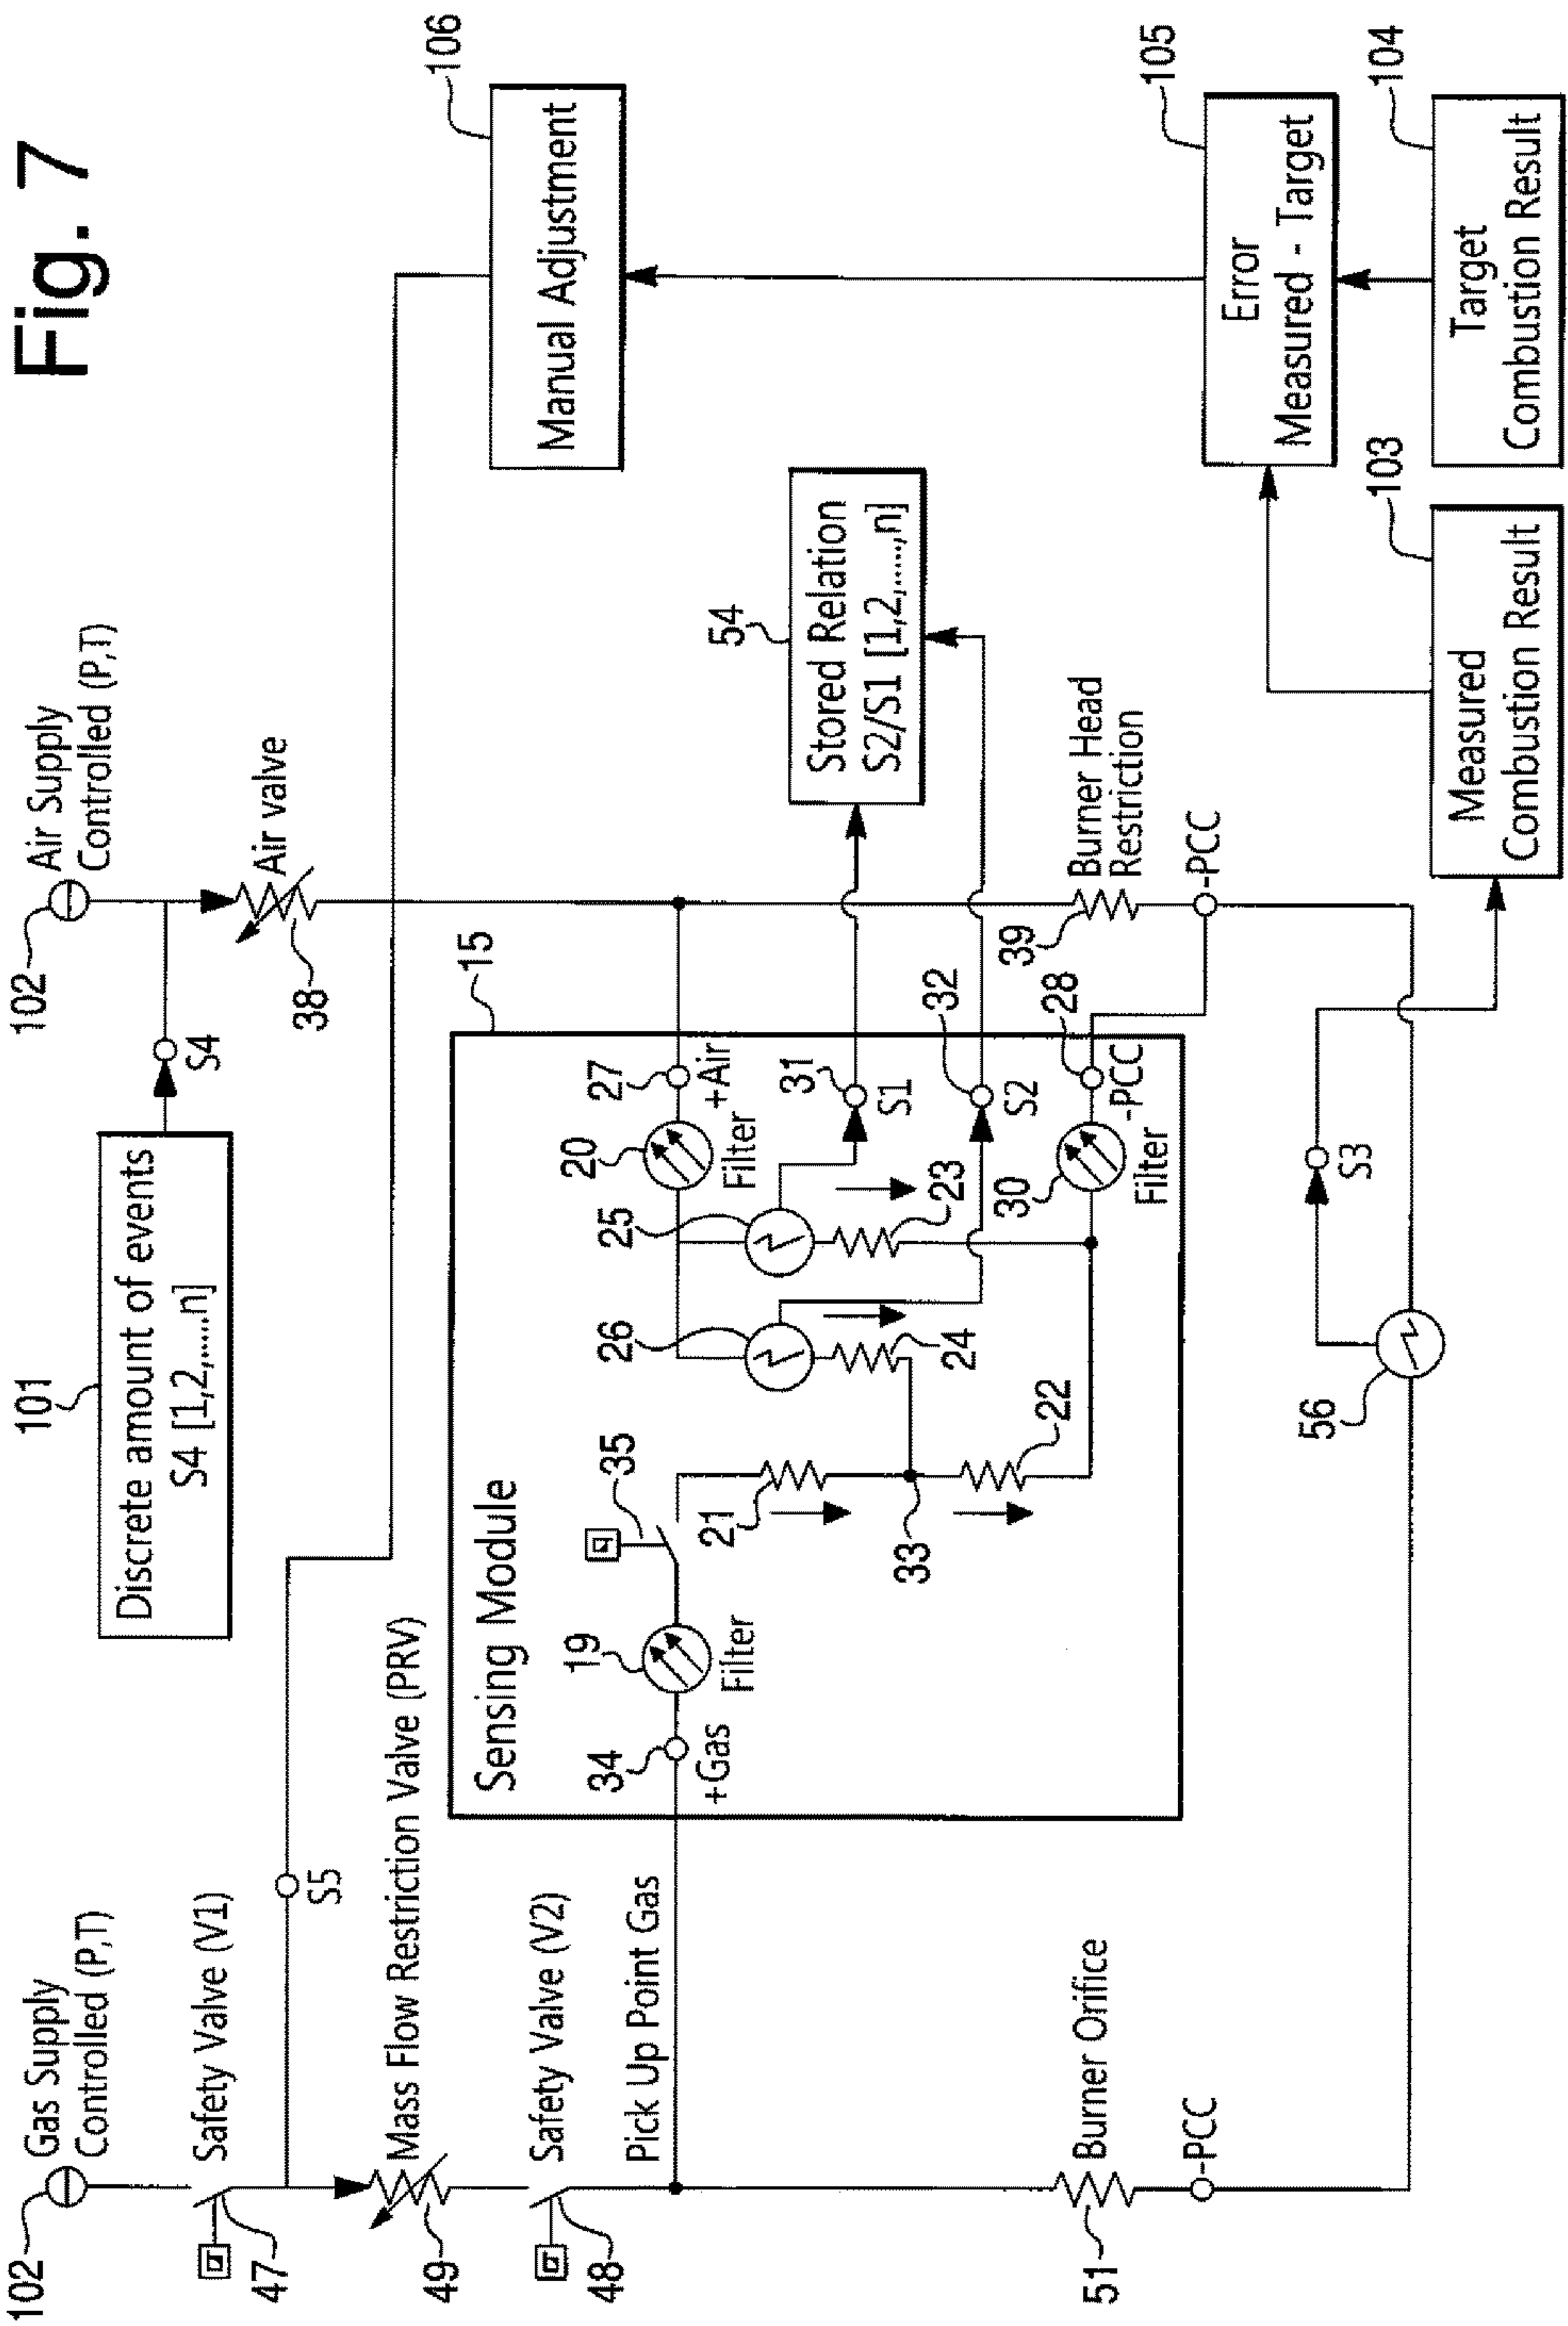 Fig. 7
102
Gas Supply
Controlled (P,T)
101
Discrete amount of events
S4 [1,2,.....n]
S4
102
Air Supply
Controlled (P,T)
47
Safety Valve (V1)
S5
38
Air valve
106
Manual Adjustment
49
Mass Flow Restriction Valve (PRV)
48
Safety Valve (V2)
Pick Up Point Gas
15
Sensing Module
34
+Gas
19
Filter
35
20
Filter
27
+Air
25
26
31
S1
23
24
21
33
22
32
S2
30
Filter
28
-PCC
54
Stored Relation
S2/S1 [1,2,.....,n]
39
Burner Head
Restriction
-PCC
51
Burner Orifice
-PCC
56
S3
105
Error
Measured - Target
103
Measured
Combustion Result
104
Target
Combustion Result